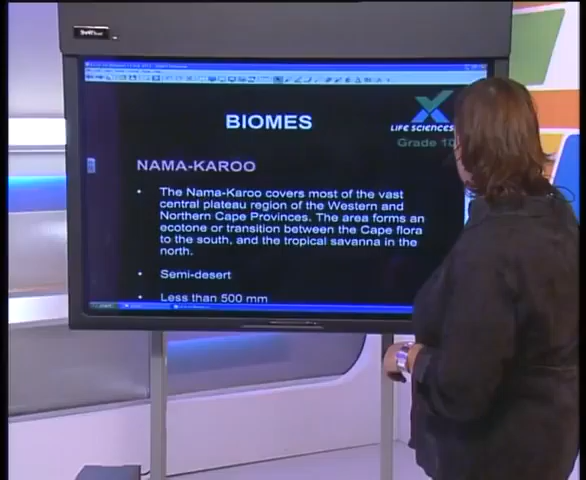 BIOMES
LIFE SCIENCES
Grade 10
NAMA-KAROO
• The Nama-Karoo covers most of the vast
central plateau region of the Western and
Northern Cape Provinces. The area forms an
ecotone or transition between the Cape flora
to the south, and the tropical savanna in the
north.
• Semi-desert
• Less than 500 mm